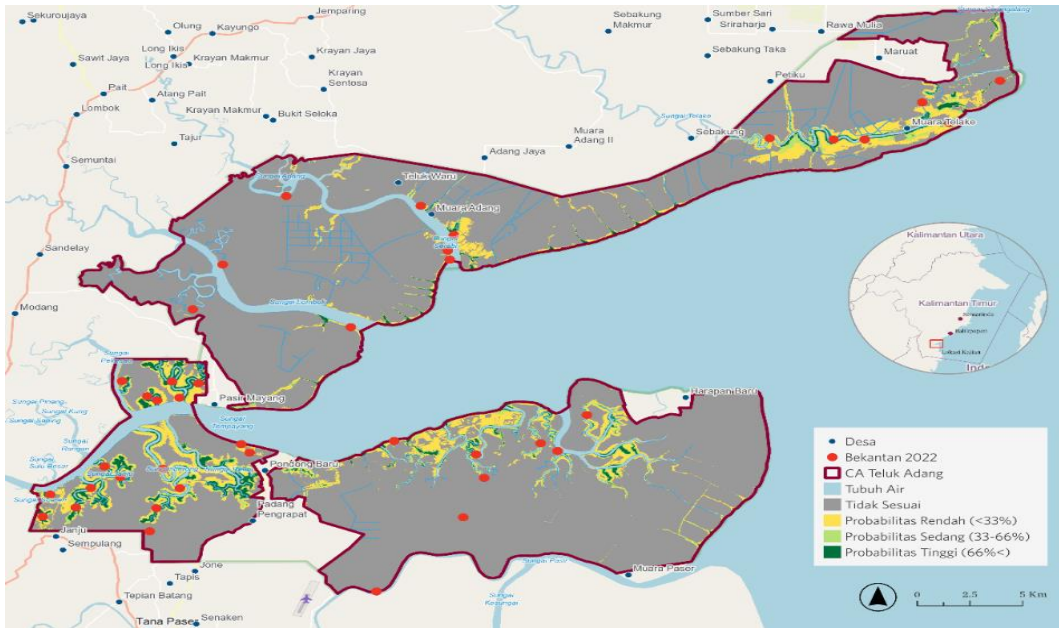 Sekuroujaya
Olung
Kayungo
Jemparing
Long Ikis
Long Ikis
Krayan Makmur
Krayan Jaya
Sawit Jaya
Krayan Sentosa
Pait
Atang Pait
Lombok
Krayan Makmur
Bukit Seloka
Tajur
Semuntai
Sebakung Makmur
Sumber Sari
Sriraharja
Rawa Mulia
Sebakung Taka
Maruat
Petiku
Sungai Telake
Muara Telake
Sebakung
Muara Adang II
Adang Jaya
Teluk Waru
Muara Adang
Sandelay
Modang
Pasir Mayang
Harapan Baru
Pondong Baru
Padang Pengrapat
Janju
Sempulang
Jone
Tapis
Tepian Batang
Tana Paser
Senaken
Muara Paser
Sungai Paser
Kalimantan Utara
Kalimantan Timur
Desa
Bekantan 2022
CA Teluk Adang
Tubuh Air
Tidak Sesuai
Probabilitas Rendah (<33%)
Probabilitas Sedang (33-66%)
Probabilitas Tinggi (66%<)
0 2.5 5 Km